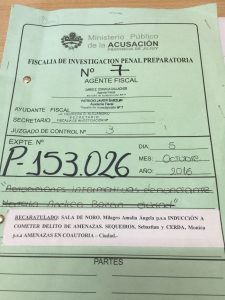 Ministerio Público
de la ACUSACIÓN
PROVINCIA DE JUJUY
FISCALIA DE INVESTIGACION PENAL PREPARATORIA
Nº 7
AGENTE FISCAL
AYUDANTE FISCAL
SECRETARIO
JUZGADO DE CONTROL Nº 3
EXPTE Nº
P-153.026
DIA: 5
MES: Octubre
AÑO: 2016
RECARATULADO: SALA DE NORO, Milagro Amalia Ángela p.s.a INDUCCIÓN A
COMETER DELITO DE AMENAZAS. SEQUEIROS, Sebastian y CERDA, Monica
p.s.a AMENAZAS EN COAUTORIA - Ciudad.-
PARTES